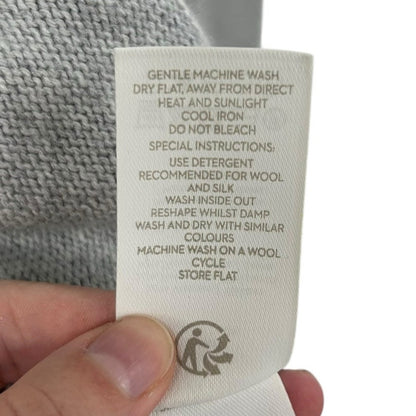 GENTLE MACHINE WASH
DRY FLAT, AWAY FROM DIRECT
HEAT AND SUNLIGHT
COOL IRON
DO NOT BLEACH
SPECIAL INSTRUCTIONS:
USE DETERGENT
RECOMMENDED FOR WOOL
AND SILK
WASH INSIDE OUT
RESHAPE WHILST DAMP
WASH AND DRY WITH SIMILAR
COLOURS
MACHINE WASH ON A WOOL
CYCLE
STORE FLAT